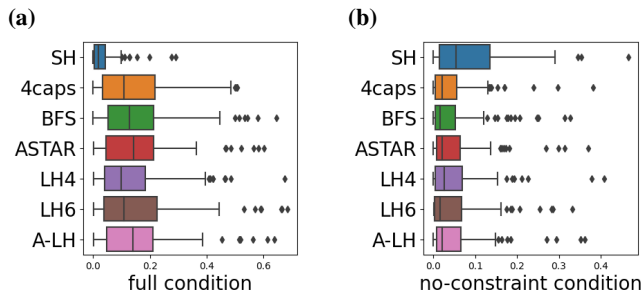 (a)
SH
4caps
BFS
ASTAR
LH4
LH6
A-LH
0.0 0.2 0.4 0.6
full condition
(b)
SH
4caps
BFS
ASTAR
LH4
LH6
A-LH
0.0 0.1 0.2 0.3 0.4
no-constraint condition